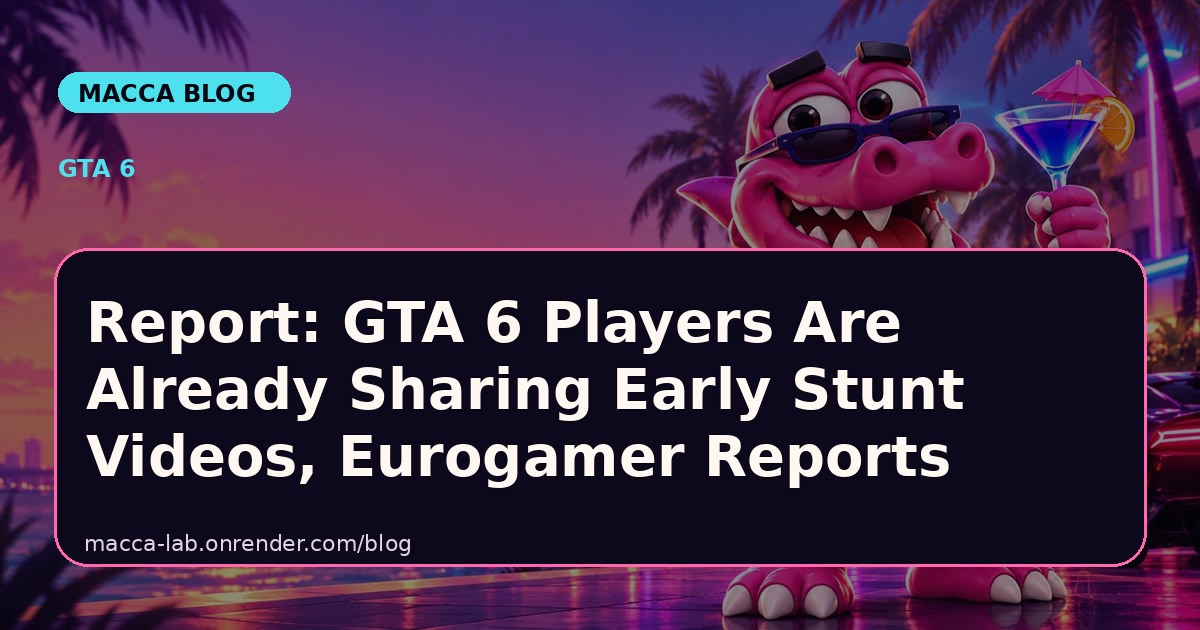 MACCA BLOG
GTA 6
Report: GTA 6 Players Are
Already Sharing Early Stunt
Videos, Eurogamer Reports
macca-lab.onrender.com/blog